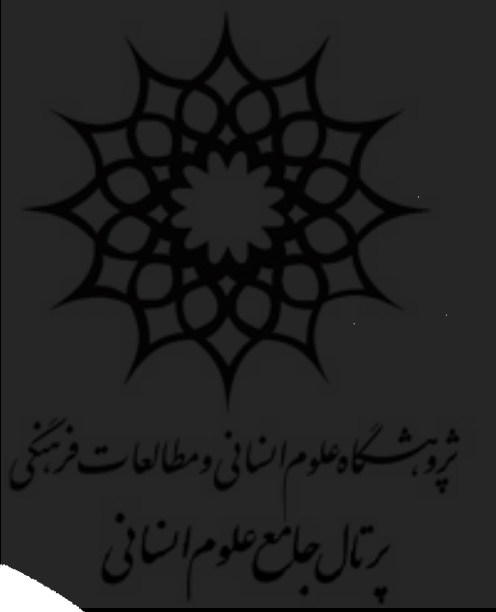 پژوهشگاه علوم انسانی و مطالعات فرهنگی
پرتال جامع علوم انسانی